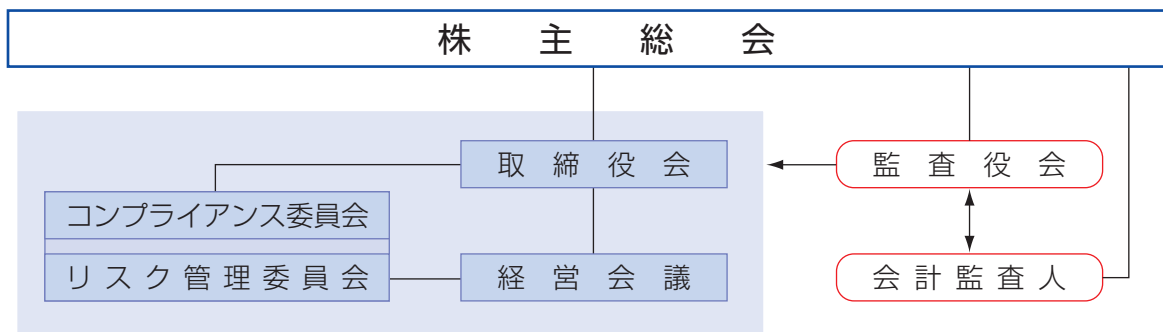 株主総会
取締役会
監査役会
コンプライアンス委員会
リスク管理委員会
経営会議
会計監査人